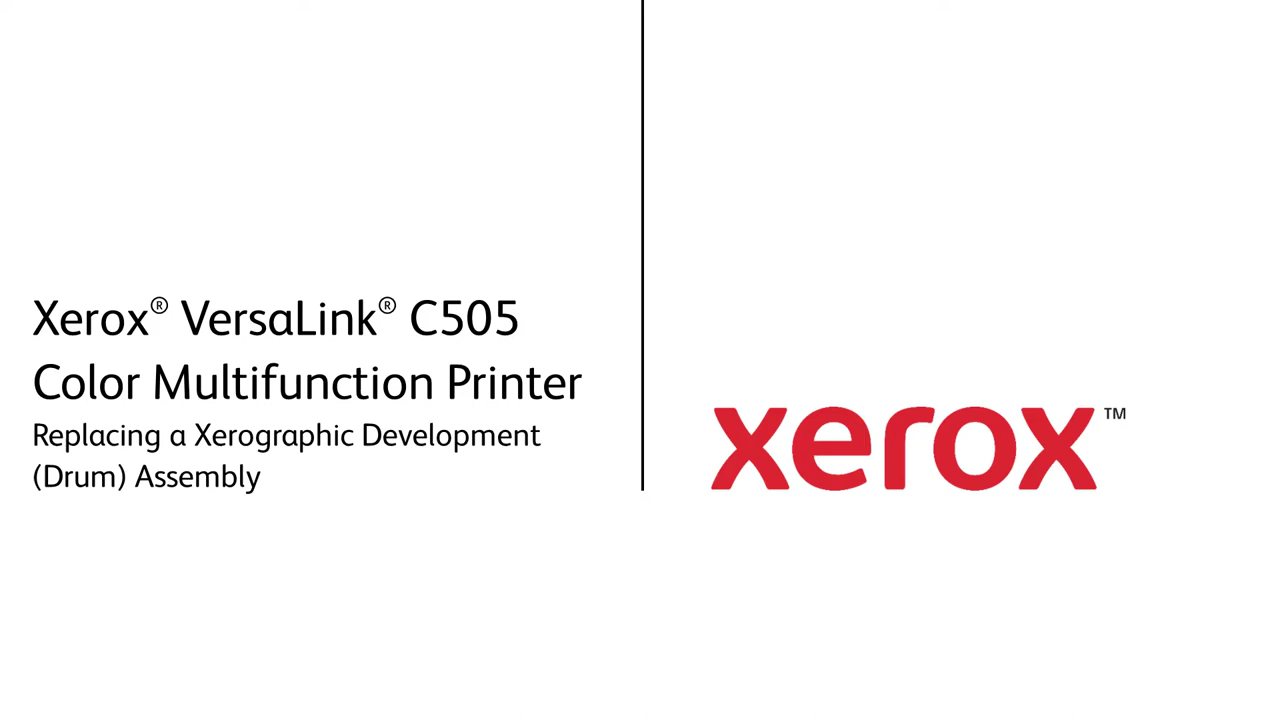 Xerox® VersaLink® C505
Color Multifunction Printer
Replacing a Xerographic Development
(Drum) Assembly
xerox™